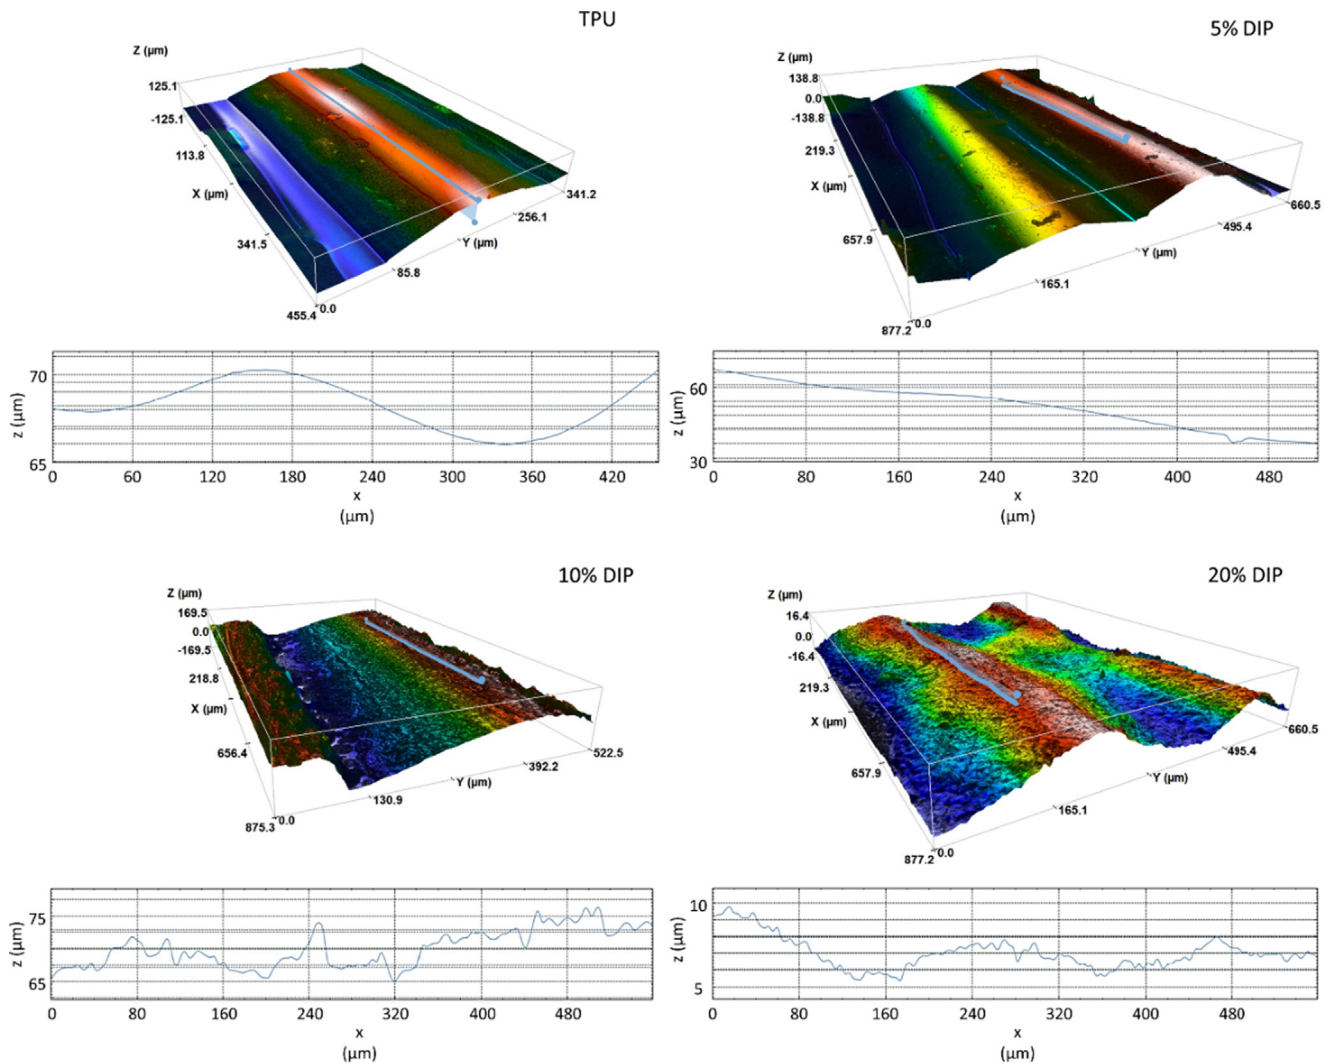 TPU
Z (µm)
125.1
-125.1
113.8
X (µm)
341.5
455.4
0.0
85.8
Y (µm)
256.1
341.2
5% DIP
Z (µm)
138.8
0.0
-138.8
219.3
X (µm)
657.9
877.2
0.0
165.1
Y (µm)
495.4
660.5
70
z (µm)
65
0 60 120 180 240 300 360 420
x
(µm)
60
z (µm)
30
0 80 160 240 320 400 480
x
(µm)
10% DIP
Z (µm)
169.5
0.0
-169.5
218.8
X (µm)
656.4
875.3
0.0
130.9
Y (µm)
392.2
522.5
20% DIP
Z (µm)
16.4
0.0
-16.4
219.3
X (µm)
657.9
877.2
0.0
165.1
Y (µm)
495.4
660.5
75
z (µm)
65
0 80 160 240 320 400 480
x
(µm)
10
z (µm)
5
0 80 160 240 320 400 480
x
(µm)